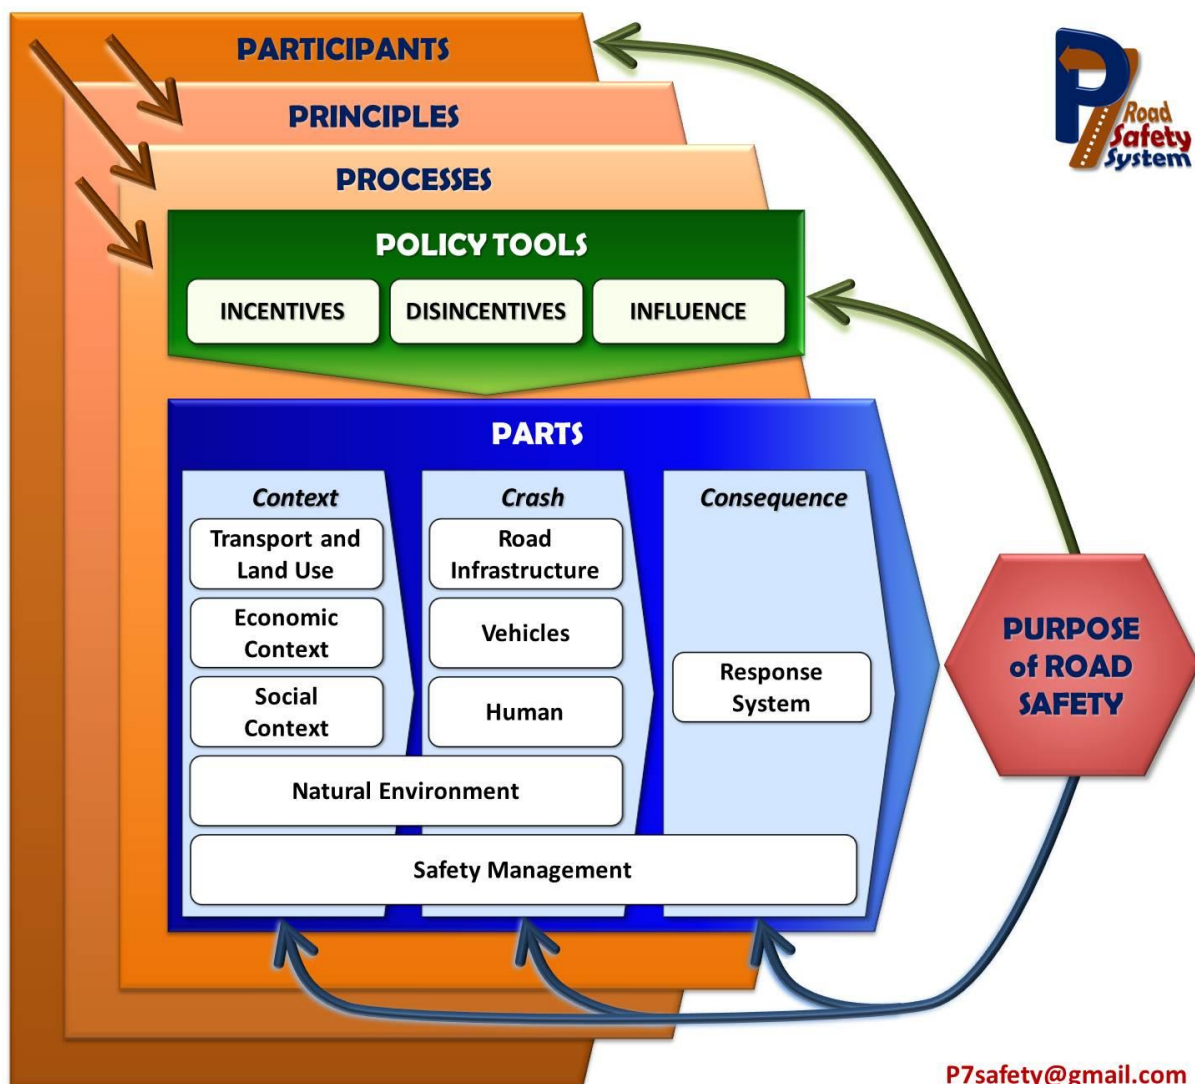 PARTICIPANTS
PRINCIPLES
PROCESSES
POLICY TOOLS
INCENTIVES
DISINCENTIVES
INFLUENCE
PARTS
Context
Transport and
Land Use
Economic
Context
Social
Context
Crash
Road
Infrastructure
Vehicles
Human
Consequence
Response
System
Natural Environment
Safety Management
PURPOSE
of ROAD
SAFETY
P7 Road
Safety
System
P7safety@gmail.com